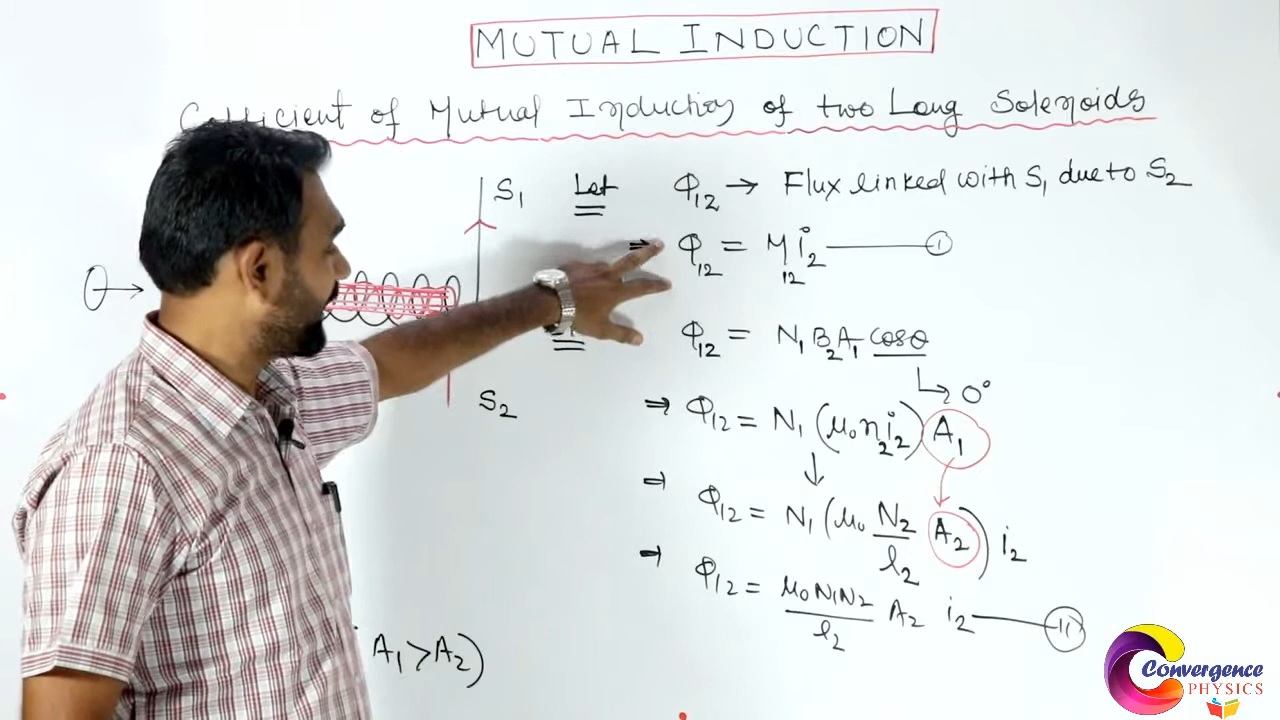 MUTUAL INDUCTION
Coefficient of Mutual Induction of two Long Solenoids
S₁
Let Φ₁₂ → Flux linked with S₁ due to S₂
⇒ Φ₁₂ = M₁₂ i₂ — (I)
Φ₁₂ = N₁ B₂ A₁ cosθ
↳ 0°
S₂
⇒ Φ₁₂ = N₁ (μ₀ n₂ i₂) A₁
⇒ Φ₁₂ = N₁ (μ₀ N₂/l₂ A₂) i₂
⇒ Φ₁₂ = μ₀ N₁ N₂/l₂ A₂ i₂ — (II)
A₁ > A₂)
Convergence
PHYSICS